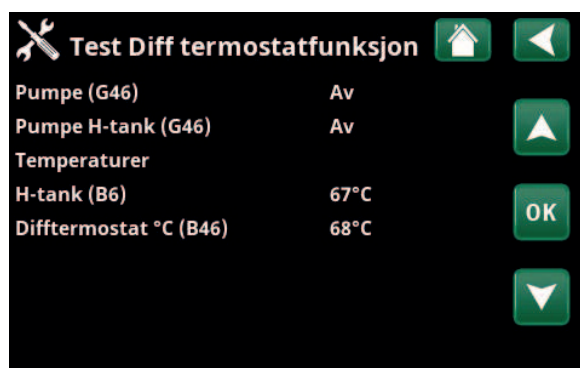 Test Diff termostatfunksjon
Pumpe (G46) Av
Pumpe H-tank (G46) Av
Temperaturer
H-tank (B6) 67°C
Difftermostat °C (B46) 68°C
OK